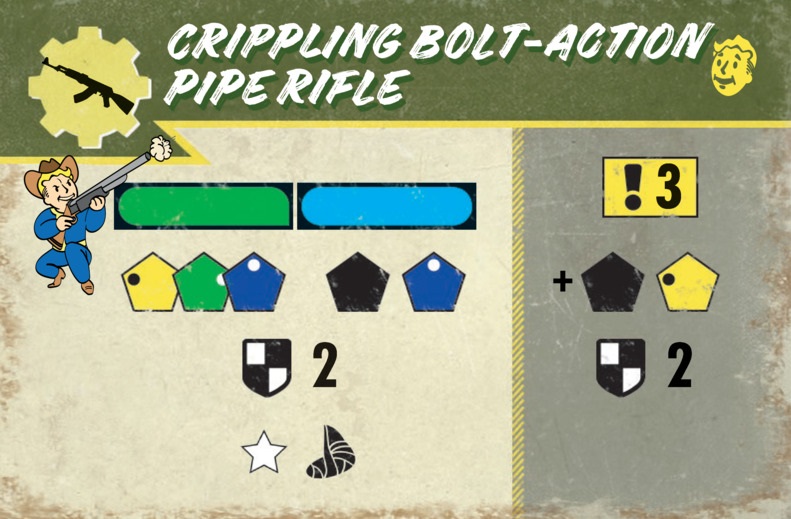 CRIPPLING BOLT-ACTION
PIPE RIFLE
! 3
+
2
2